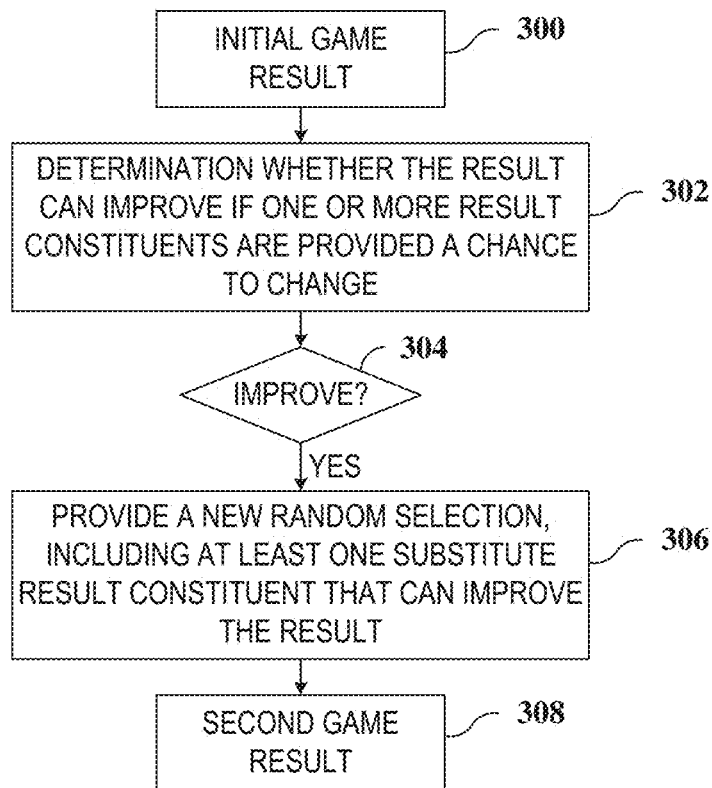 INITIAL GAME
RESULT
300
DETERMINATION WHETHER THE RESULT
CAN IMPROVE IF ONE OR MORE RESULT
CONSTITUENTS ARE PROVIDED A CHANCE
TO CHANGE
302
304
IMPROVE?
YES
PROVIDE A NEW RANDOM SELECTION,
INCLUDING AT LEAST ONE SUBSTITUTE
RESULT CONSTITUENT THAT CAN IMPROVE
THE RESULT
306
SECOND GAME
RESULT
308